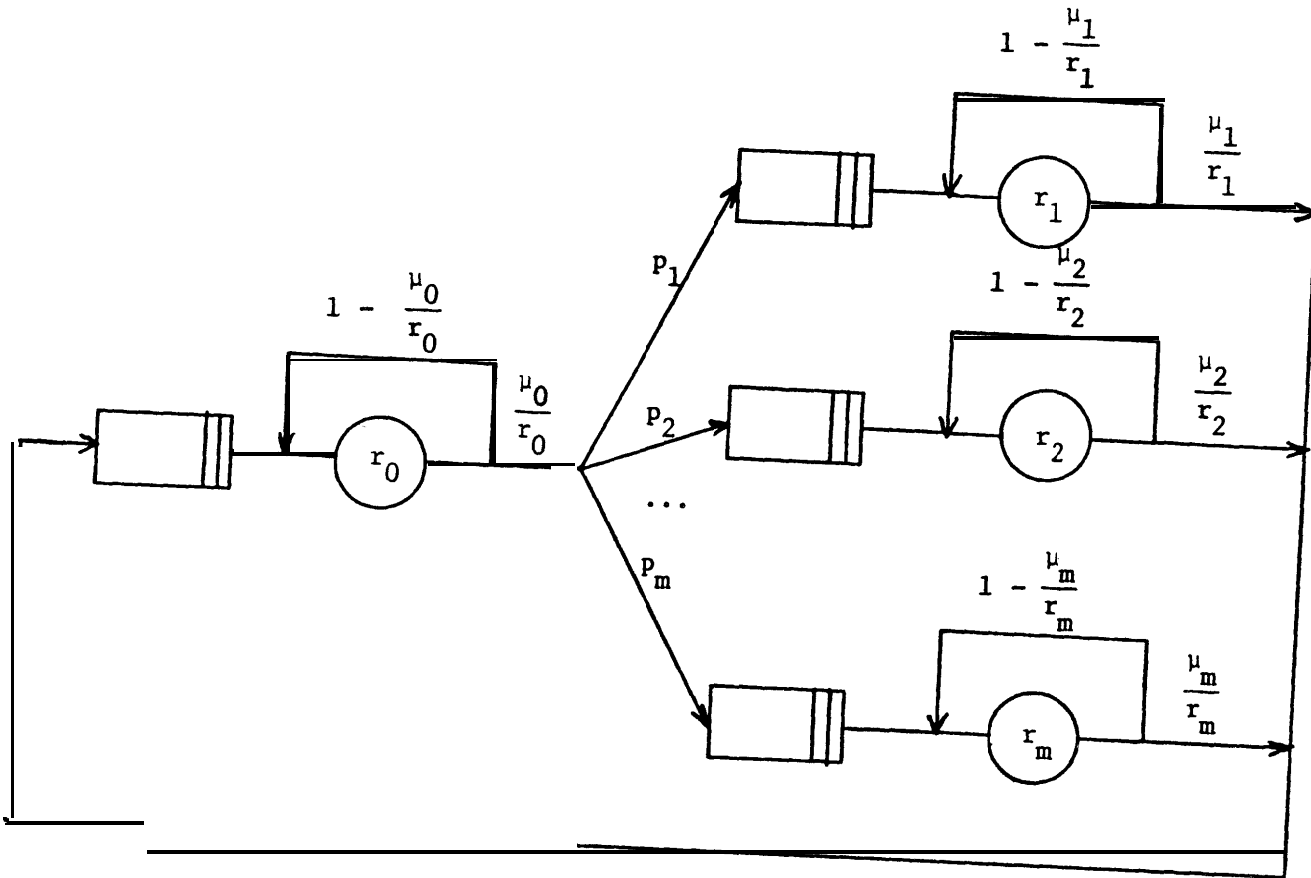 1 - μ1/r1
μ1/r1
r1
p1
1 - μ2/r2
1 - μ0/r0
μ0/r0
p2
r2
μ2/r2
r0
...
pm
1 - μm/rm
μm/rm
rm